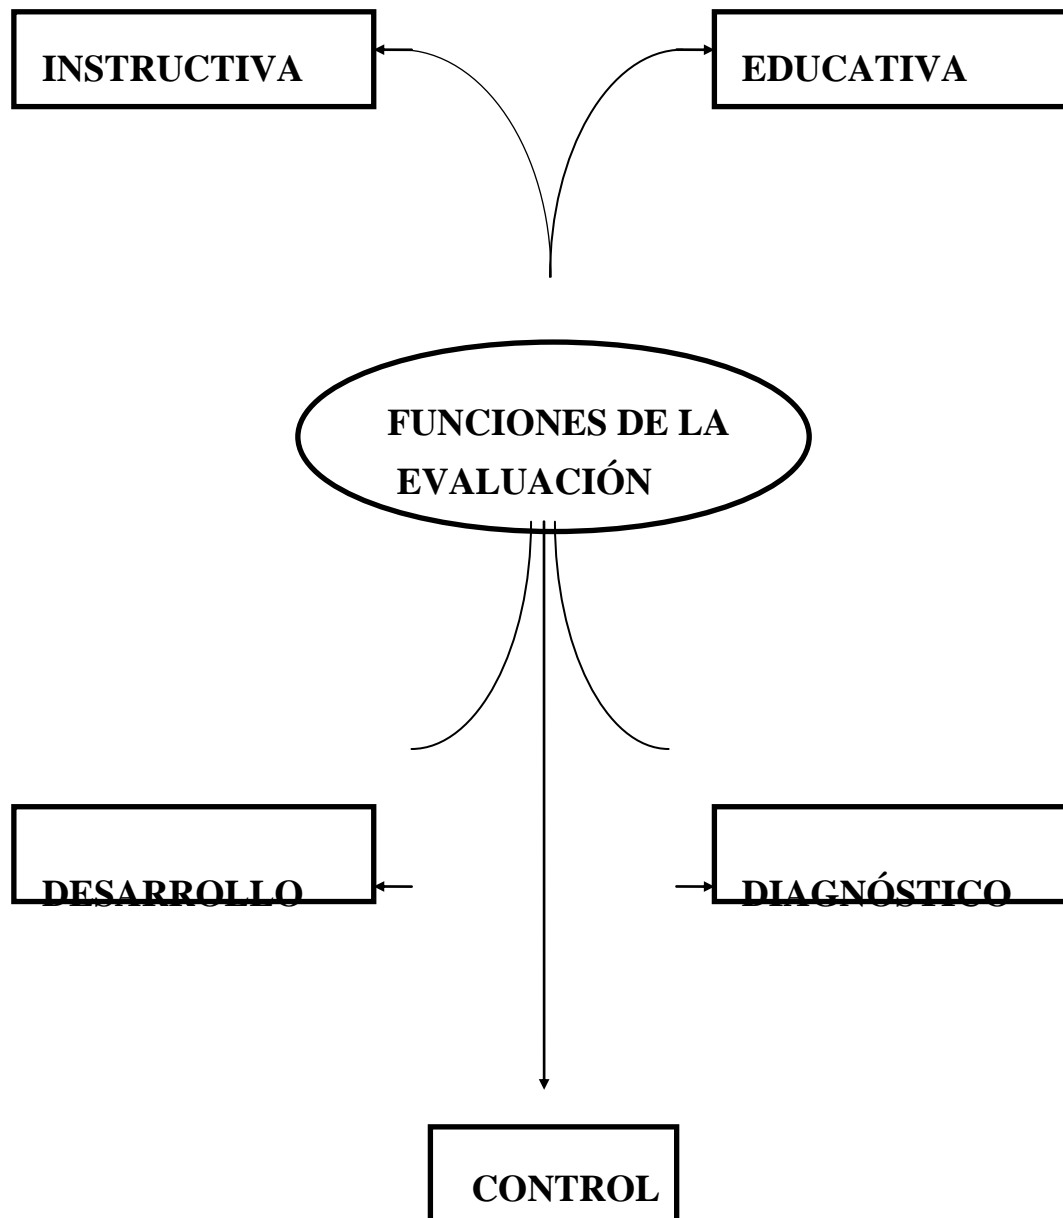 INSTRUCTIVA
EDUCATIVA
FUNCIONES DE LA
EVALUACIÓN
DESARROLLO
DIAGNÓSTICO
CONTROL